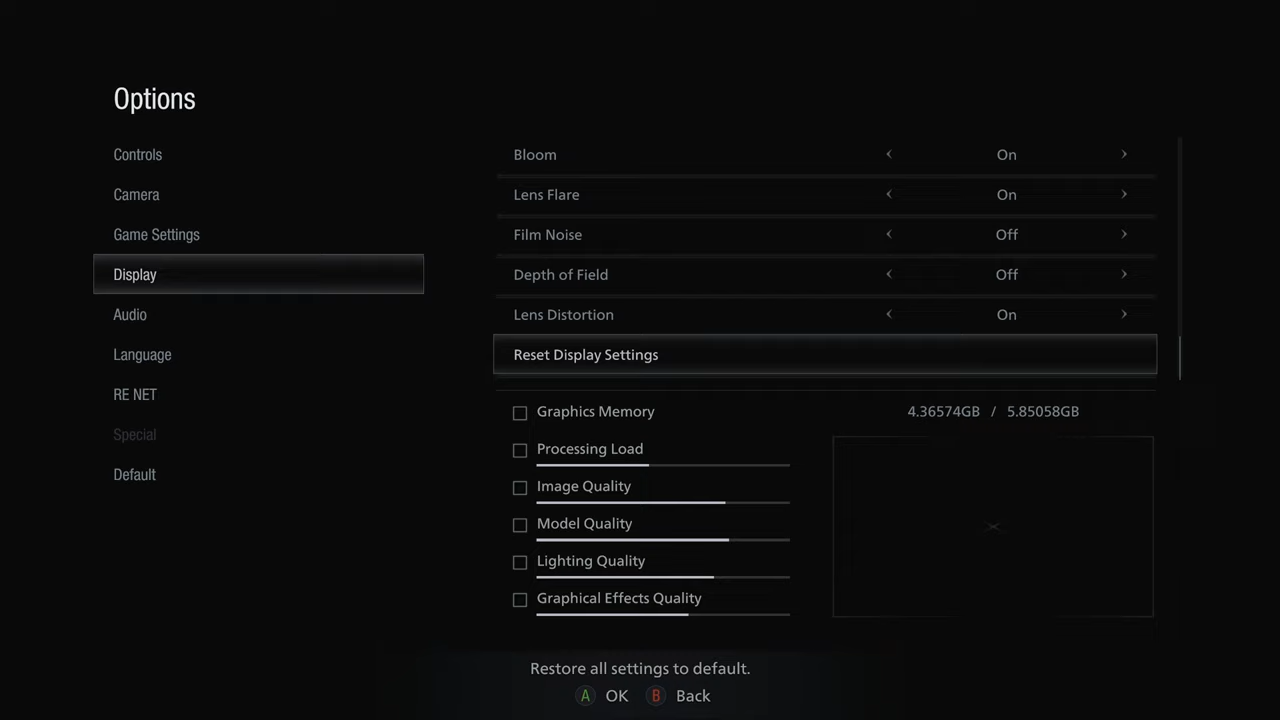 Options
Controls
Camera
Game Settings
Display
Audio
Language
RE NET
Special
Default
Bloom On
Lens Flare On
Film Noise Off
Depth of Field Off
Lens Distortion On
Reset Display Settings
Graphics Memory 4.36574GB / 5.85058GB
Processing Load
Image Quality
Model Quality
Lighting Quality
Graphical Effects Quality
Restore all settings to default.
A OK B Back